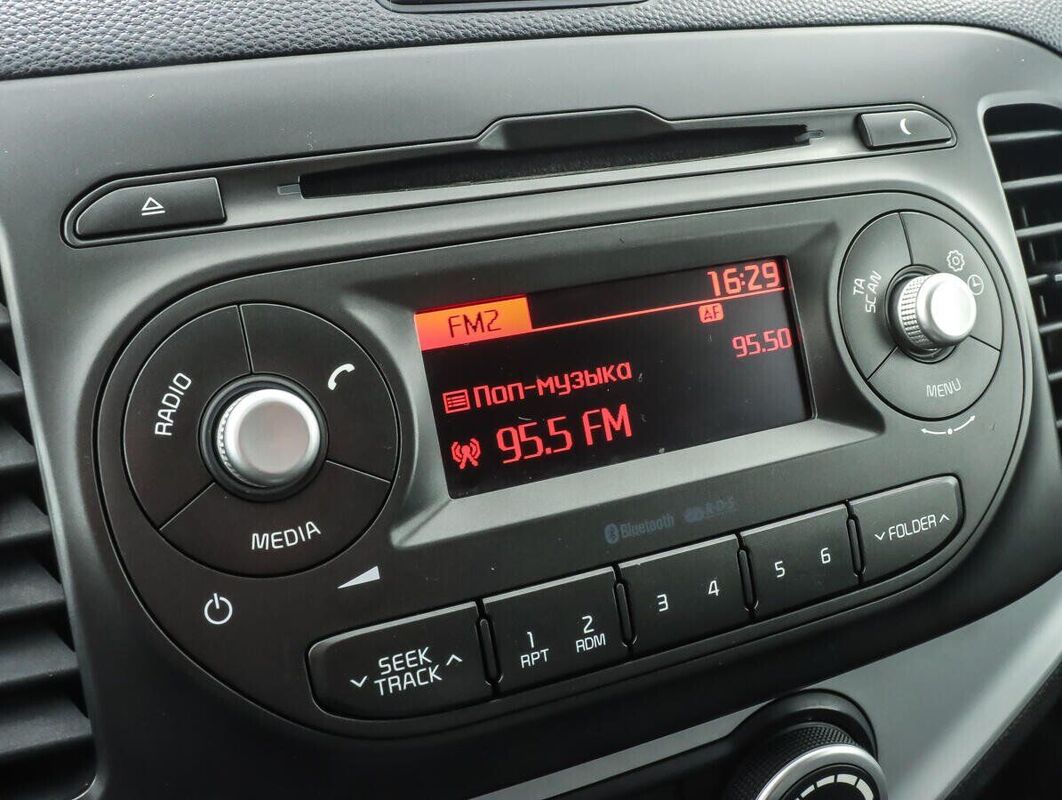 16:29
FM2
AF
95.50
Поп-музыка
95.5 FM
RADIO
MEDIA
TA
SCAN
MENU
Bluetooth
R·D·S
SEEK
TRACK
1
RPT
2
RDM
3
4
5
6
FOLDER